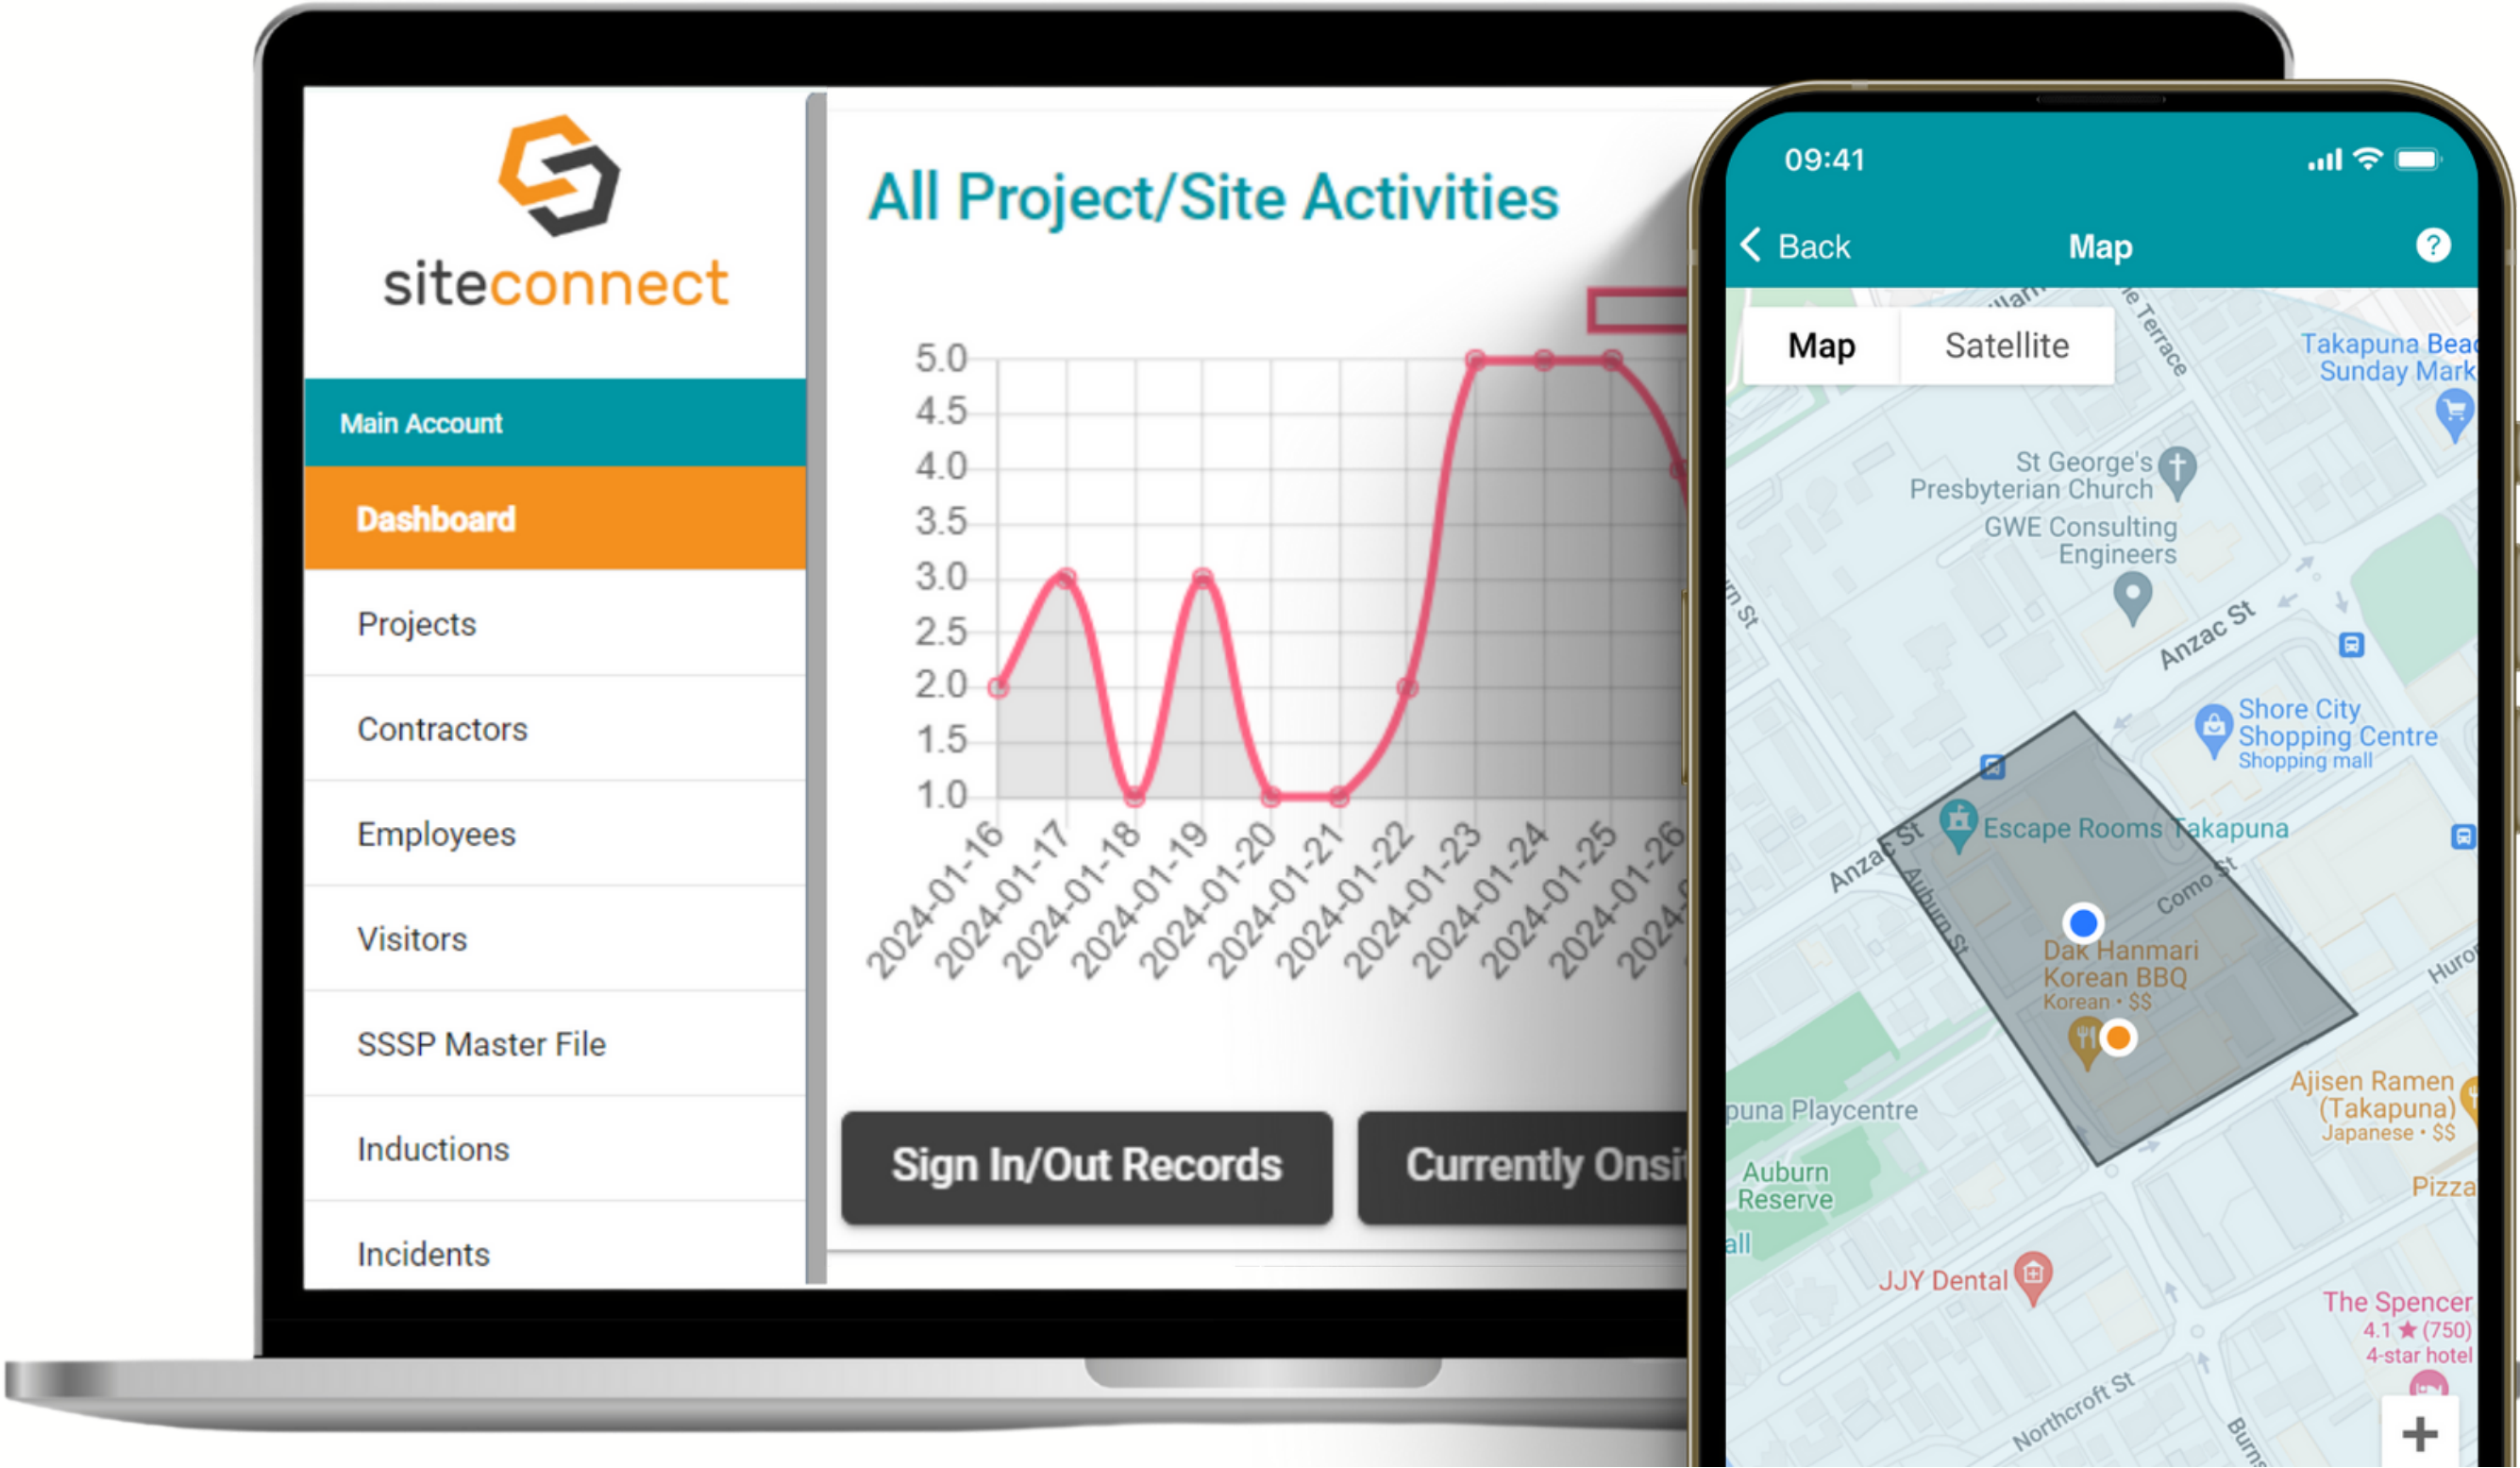 siteconnect
Main Account
Dashboard
Projects
Contractors
Employees
Visitors
SSSP Master File
Inductions
Incidents
All Project/Site Activities
5.0
4.5
4.0
3.5
3.0
2.5
2.0
1.5
1.0
2024-01-16
2024-01-17
2024-01-18
2024-01-19
2024-01-20
2024-01-21
2024-01-22
2024-01-23
2024-01-24
2024-01-25
2024-01-26
2024-
Sign In/Out Records
Currently Onsi
09:41
Back
Map
?
Map
Satellite
e Terrace
Takapuna Bea
Sunday Mark
St George's
Presbyterian Church
GWE Consulting
Engineers
rn St
Anzac St
Shore City
Shopping Centre
Shopping mall
Escape Rooms Takapuna
Anzac St
Auburn St
Como St
Dak Hanmari
Korean BBQ
Korean • $$
Huro
Ajisen Ramen
(Takapuna)
Japanese • $$
puna Playcentre
Auburn
Reserve
Pizza
all
JJY Dental
The Spencer
4.1 ★ (750)
4-star hotel
Northcroft St
Burns
+